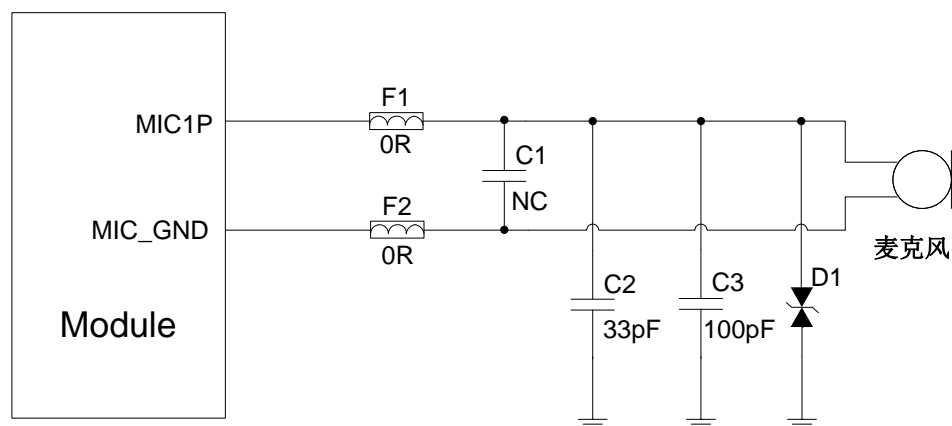 F1
MIC1P
0R
C1
NC
F2
MIC_GND
0R
麦克风
C2
C3
D1
Module
33pF
100pF